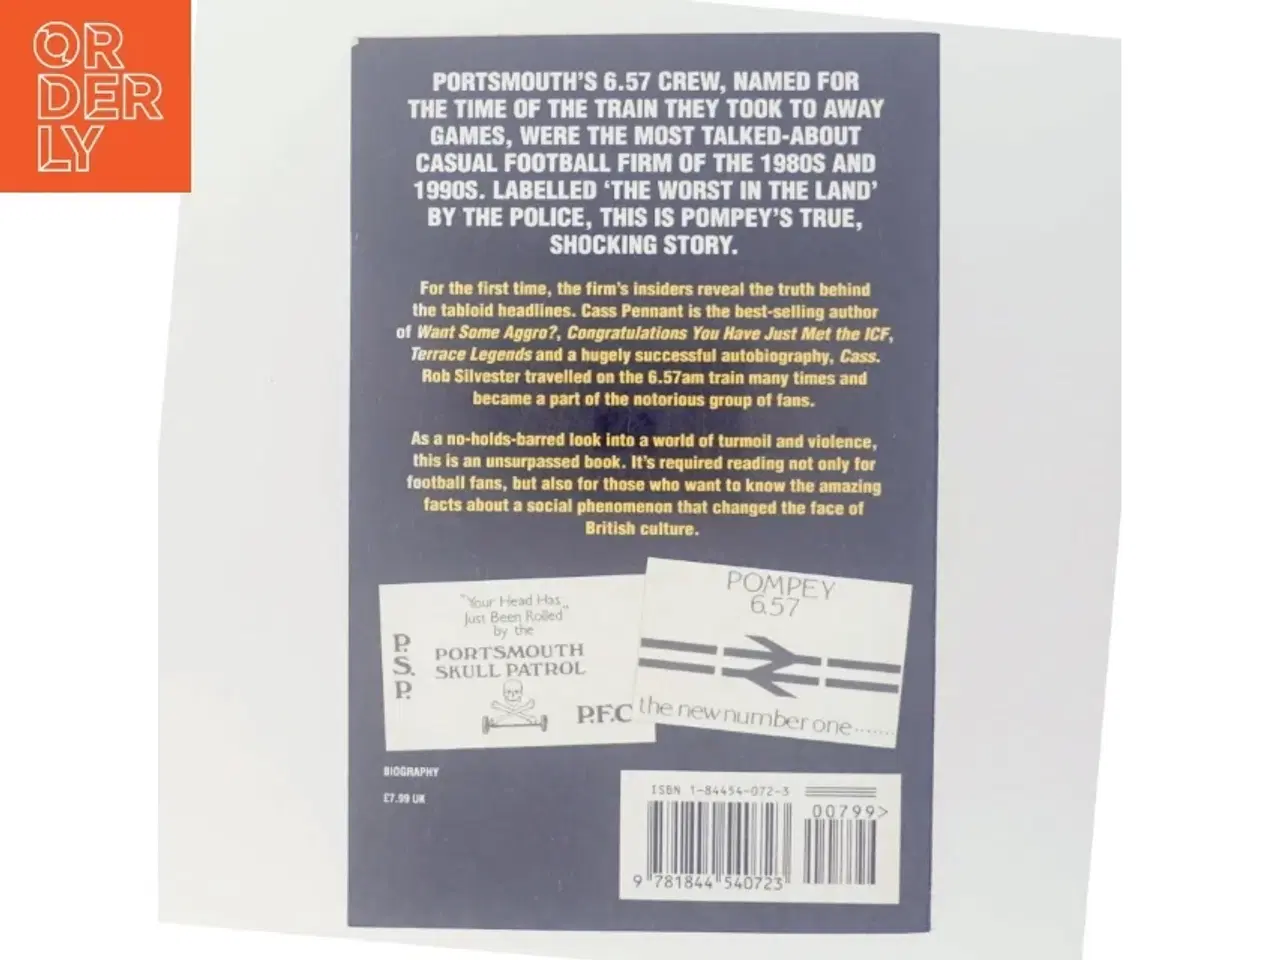 OR
DER
LY
PORTSMOUTH'S 6.57 CREW, NAMED FOR
THE TIME OF THE TRAIN THEY TOOK TO AWAY
GAMES, WERE THE MOST TALKED-ABOUT
CASUAL FOOTBALL FIRM OF THE 1980S AND
1990S. LABELLED 'THE WORST IN THE LAND'
BY THE POLICE, THIS IS POMPEY'S TRUE,
SHOCKING STORY.
For the first time, the firm's insiders reveal the truth behind
the tabloid headlines. Cass Pennant is the best-selling author
of Want Some Aggro?, Congratulations You Have Just Met the ICF,
Terrace Legends and a hugely successful autobiography, Cass.
Rob Silvester travelled on the 6.57am train many times and
became a part of the notorious group of fans.
As a no-holds-barred look into a world of turmoil and violence,
this is an unsurpassed book. It's required reading not only for
football fans, but also for those who want to know the amazing
facts about a social phenomenon that changed the face of
British culture.
"Your Head Has
Just Been Rolled"
by the
P.S.P.
PORTSMOUTH
SKULL PATROL
P.F.C
POMPEY
6.57
the new number one.......
BIOGRAPHY
£7.99 UK
ISBN 1-84454-072-3
00799>
9 781844 540723